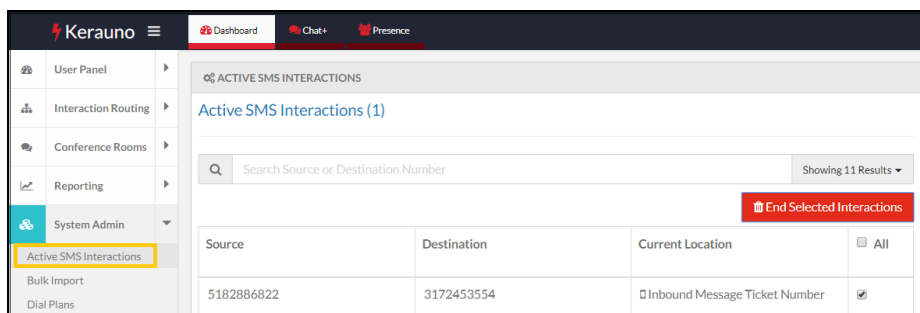 Kerauno
Dashboard
Chat+
Presence
User Panel
Interaction Routing
Conference Rooms
Reporting
System Admin
Active SMS Interactions
Bulk Import
Dial Plans
ACTIVE SMS INTERACTIONS
Active SMS Interactions (1)
Search Source or Destination Number
Showing 11 Results
End Selected Interactions
Source Destination Current Location All
5182886822 3172453554 Inbound Message Ticket Number